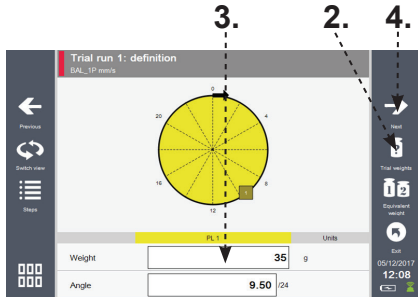 3.
2.
4.
Trial run 1: definition
BAL_1P mm/s
Previous
Switch view
Steps
0
4
8
12
16
20
1
Next
?
Trial weights
1 2
Equivalent
weight
Exit
05/12/2017
12:08
PL 1 Units
Weight 35 g
Angle 9.50 /24